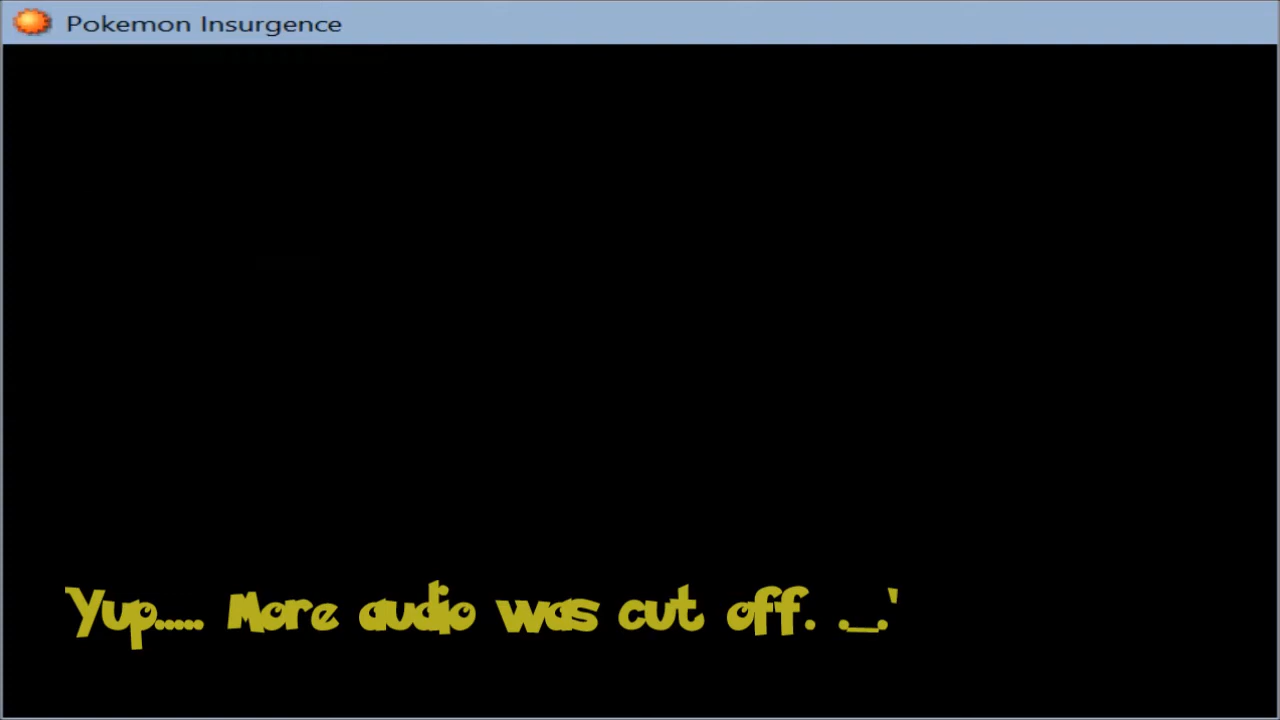 Pokemon Insurgence
Yup..... More audio was cut off. ._.'